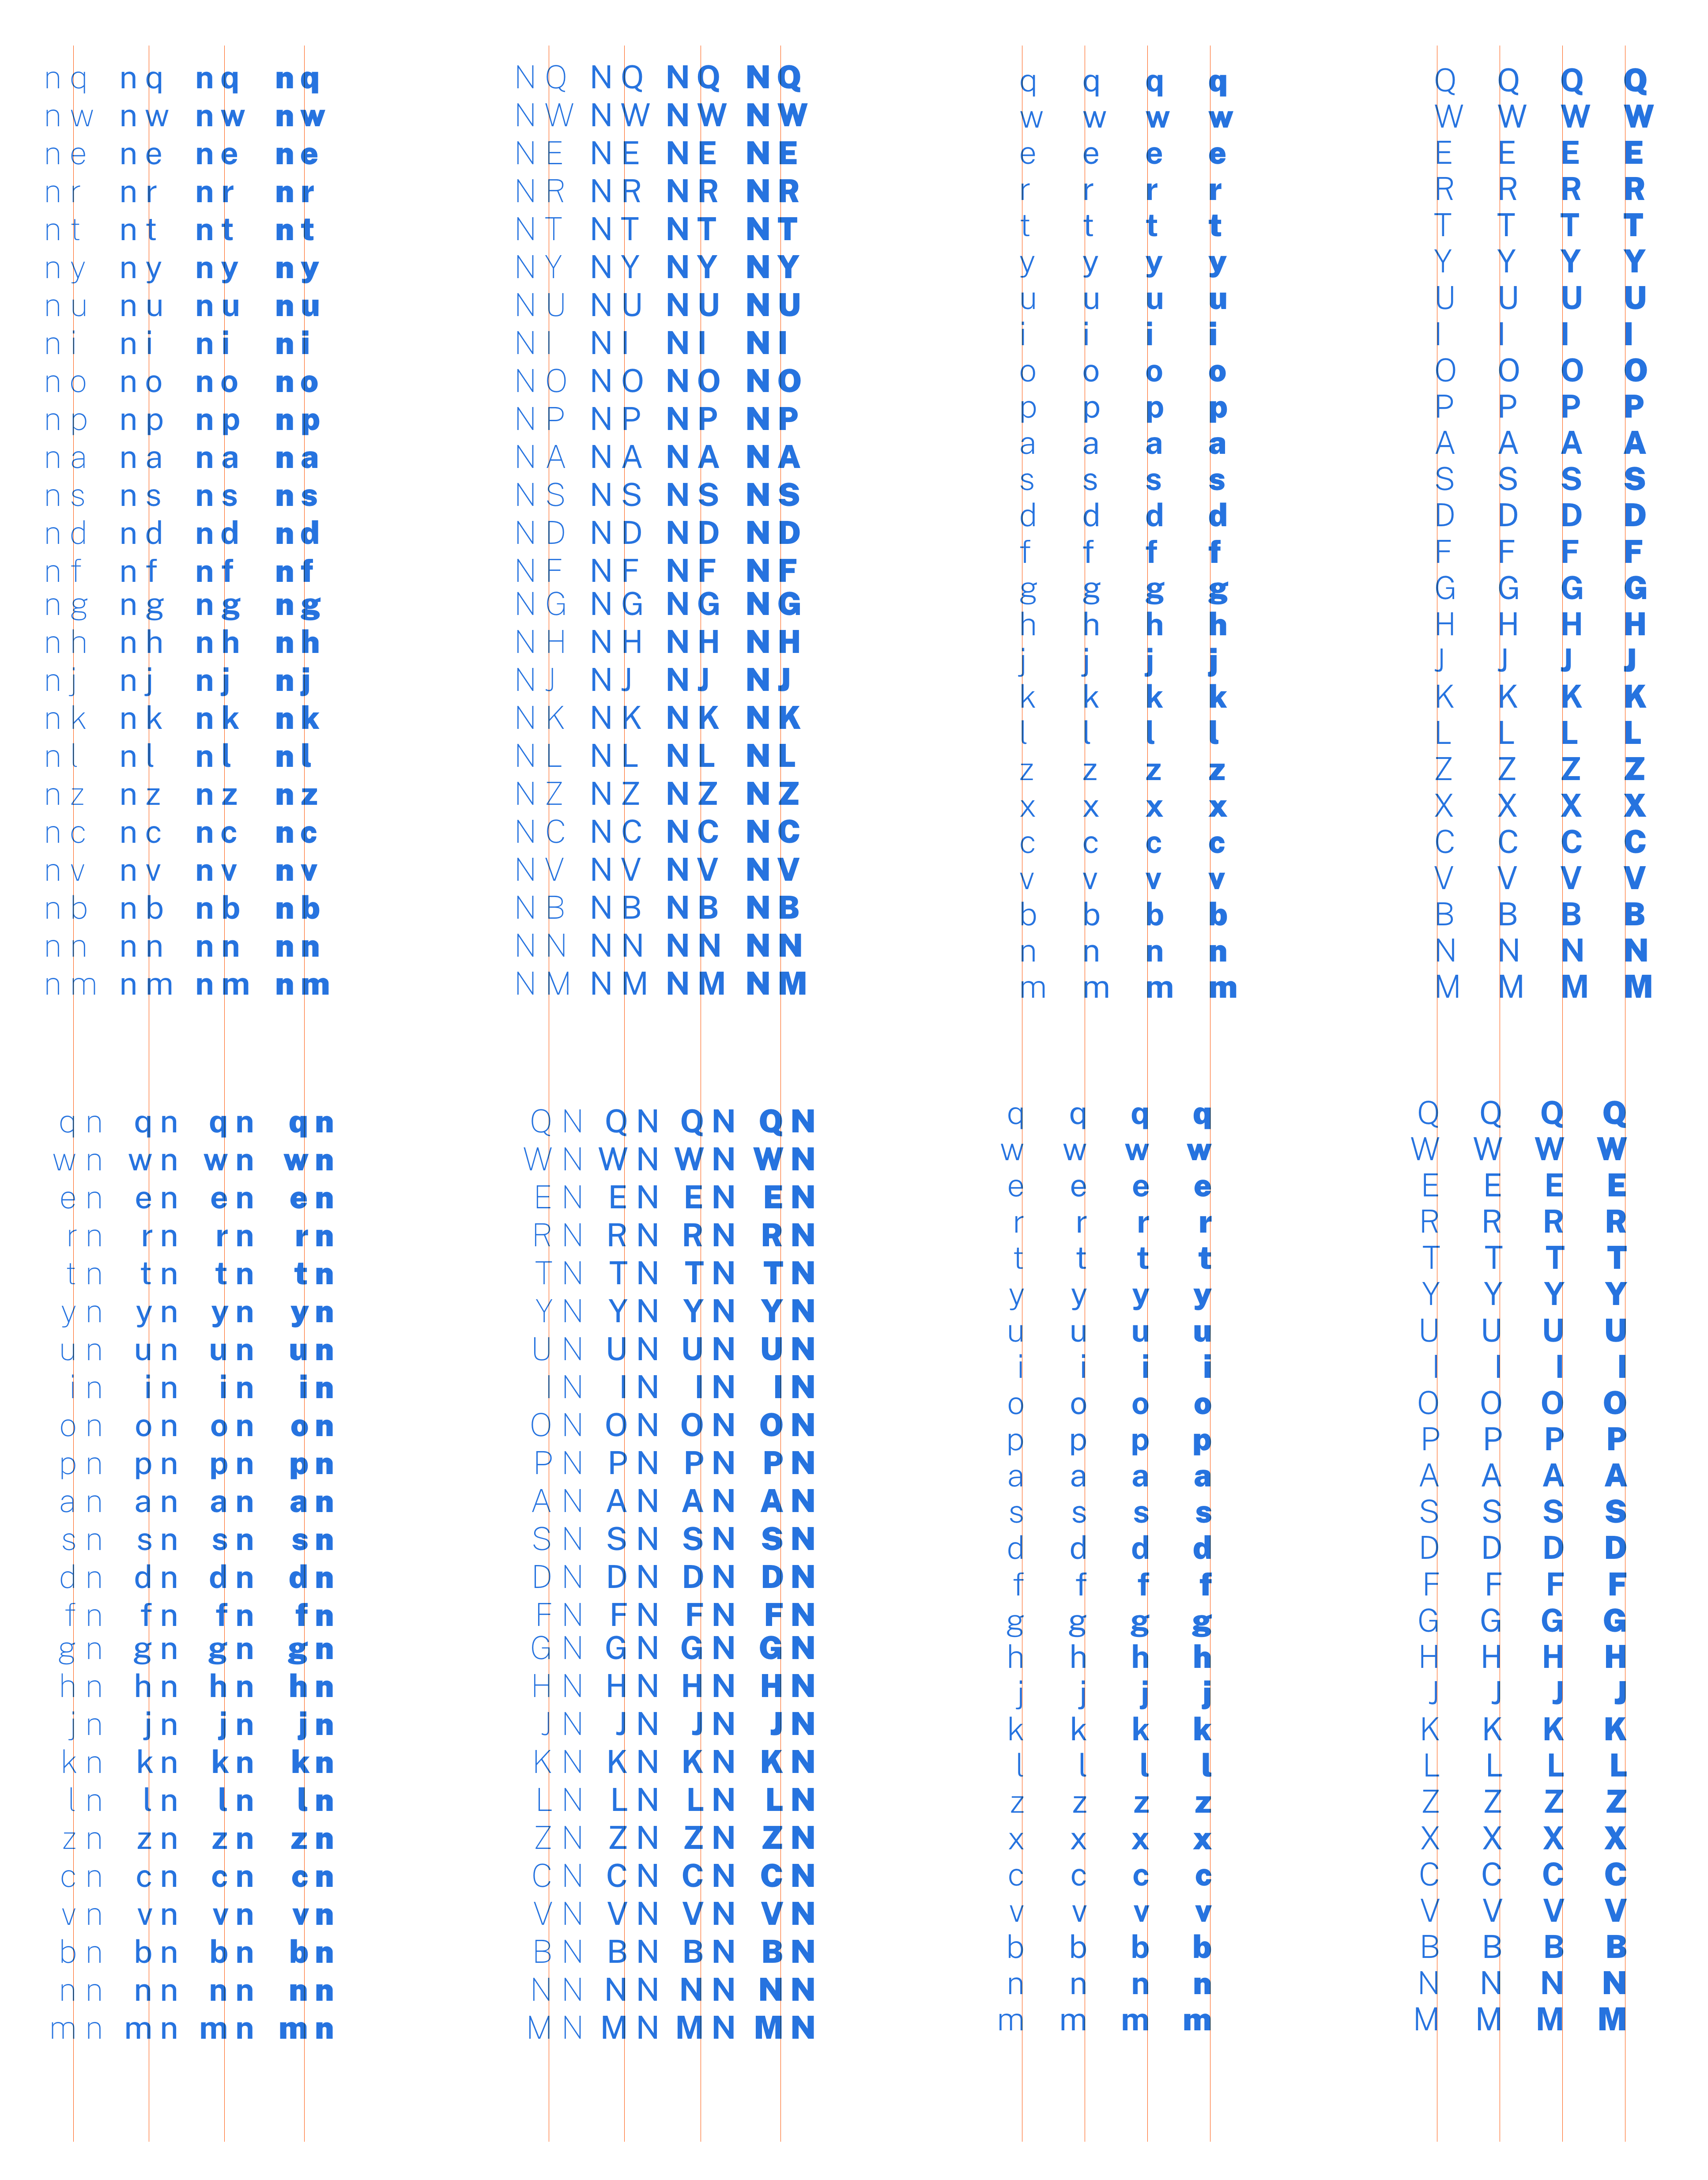 nq nq nq nq
nw nw nw nw
ne ne ne ne
nr nr nr nr
nt nt nt nt
ny ny ny ny
nu nu nu nu
ni ni ni ni
no no no no
np np np np
na na na na
ns ns ns ns
nd nd nd nd
nf nf nf nf
ng ng ng ng
nh nh nh nh
nj nj nj nj
nk nk nk nk
nl nl nl nl
nz nz nz nz
nc nc nc nc
nv nv nv nv
nb nb nb nb
nn nn nn nn
nm nm nm nm
NQ NQ NQ NQ
NW NW NW NW
NE NE NE NE
NR NR NR NR
NT NT NT NT
NY NY NY NY
NU NU NU NU
NI NI NI NI
NO NO NO NO
NP NP NP NP
NA NA NA NA
NS NS NS NS
ND ND ND ND
NF NF NF NF
NG NG NG NG
NH NH NH NH
NJ NJ NJ NJ
NK NK NK NK
NL NL NL NL
NZ NZ NZ NZ
NC NC NC NC
NV NV NV NV
NB NB NB NB
NN NN NN NN
NM NM NM NM
q q q q
w w w w
e e e e
r r r r
t t t t
y y y y
u u u u
i i i i
o o o o
p p p p
a a a a
s s s s
d d d d
f f f f
g g g g
h h h h
j j j j
k k k k
l l l l
z z z z
x x x x
c c c c
v v v v
b b b b
n n n n
m m m m
Q Q Q Q
W W W W
E E E E
R R R R
T T T T
Y Y Y Y
U U U U
I I I I
O O O O
P P P P
A A A A
S S S S
D D D D
F F F F
G G G G
H H H H
J J J J
K K K K
L L L L
Z Z Z Z
X X X X
C C C C
V V V V
B B B B
N N N N
M M M M
qn qn qn qn
wn wn wn wn
en en en en
rn rn rn rn
tn tn tn tn
yn yn yn yn
un un un un
in in in in
on on on on
pn pn pn pn
an an an an
sn sn sn sn
dn dn dn dn
fn fn fn fn
gn gn gn gn
hn hn hn hn
jn jn jn jn
kn kn kn kn
ln ln ln ln
zn zn zn zn
cn cn cn cn
vn vn vn vn
bn bn bn bn
nn nn nn nn
mn mn mn mn
QN QN QN QN
WN WN WN WN
EN EN EN EN
RN RN RN RN
TN TN TN TN
YN YN YN YN
UN UN UN UN
IN IN IN IN
ON ON ON ON
PN PN PN PN
AN AN AN AN
SN SN SN SN
DN DN DN DN
FN FN FN FN
GN GN GN GN
HN HN HN HN
JN JN JN JN
KN KN KN KN
LN LN LN LN
ZN ZN ZN ZN
CN CN CN CN
VN VN VN VN
BN BN BN BN
NN NN NN NN
MN MN MN MN
q q q q
w w w w
e e e e
r r r r
t t t t
y y y y
u u u u
i i i i
o o o o
p p p p
a a a a
s s s s
d d d d
f f f f
g g g g
h h h h
j j j j
k k k k
l l l l
z z z z
x x x x
c c c c
v v v v
b b b b
n n n n
m m m m
Q Q Q Q
W W W W
E E E E
R R R R
T T T T
Y Y Y Y
U U U U
I I I I
O O O O
P P P P
A A A A
S S S S
D D D D
F F F F
G G G G
H H H H
J J J J
K K K K
L L L L
Z Z Z Z
X X X X
C C C C
V V V V
B B B B
N N N N
M M M M